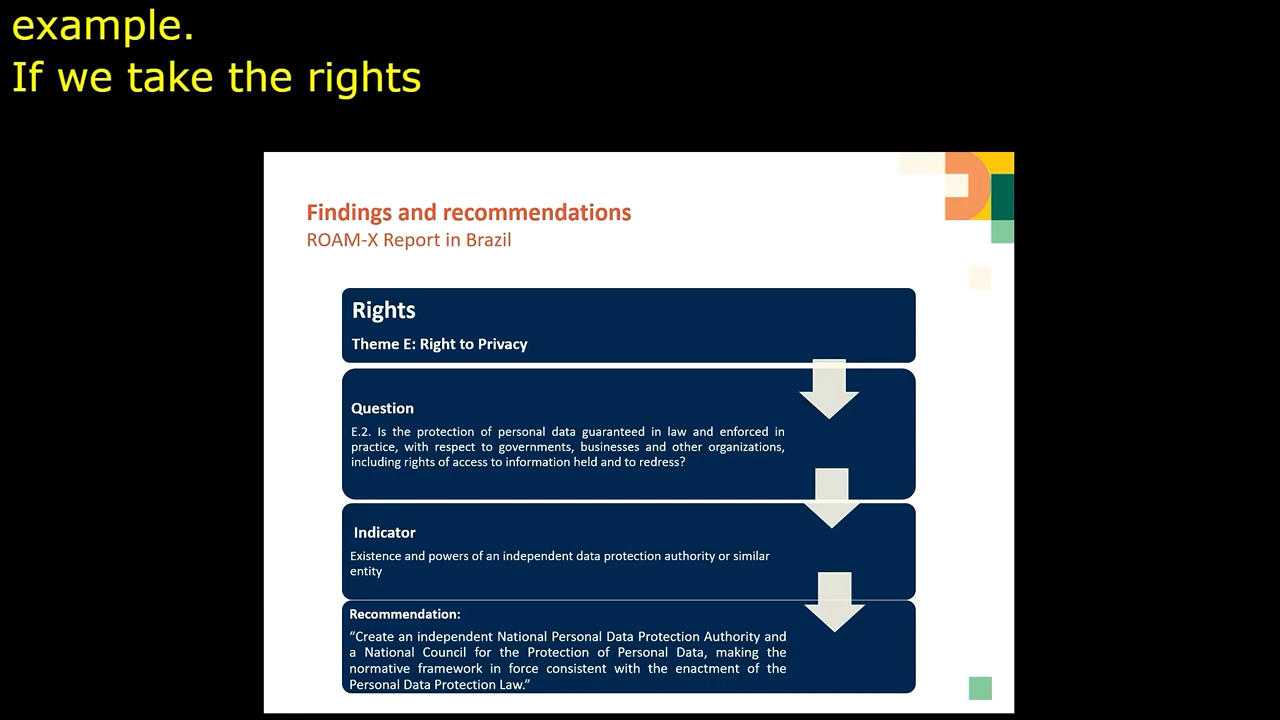 example.
If we take the rights
Findings and recommendations
ROAM-X Report in Brazil
Rights
Theme E: Right to Privacy
Question
E.2. Is the protection of personal data guaranteed in law and enforced in
practice, with respect to governments, businesses and other organizations,
including rights of access to information held and to redress?
Indicator
Existence and powers of an independent data protection authority or similar
entity
Recommendation:
“Create an independent National Personal Data Protection Authority and
a National Council for the Protection of Personal Data, making the
normative framework in force consistent with the enactment of the
Personal Data Protection Law.”